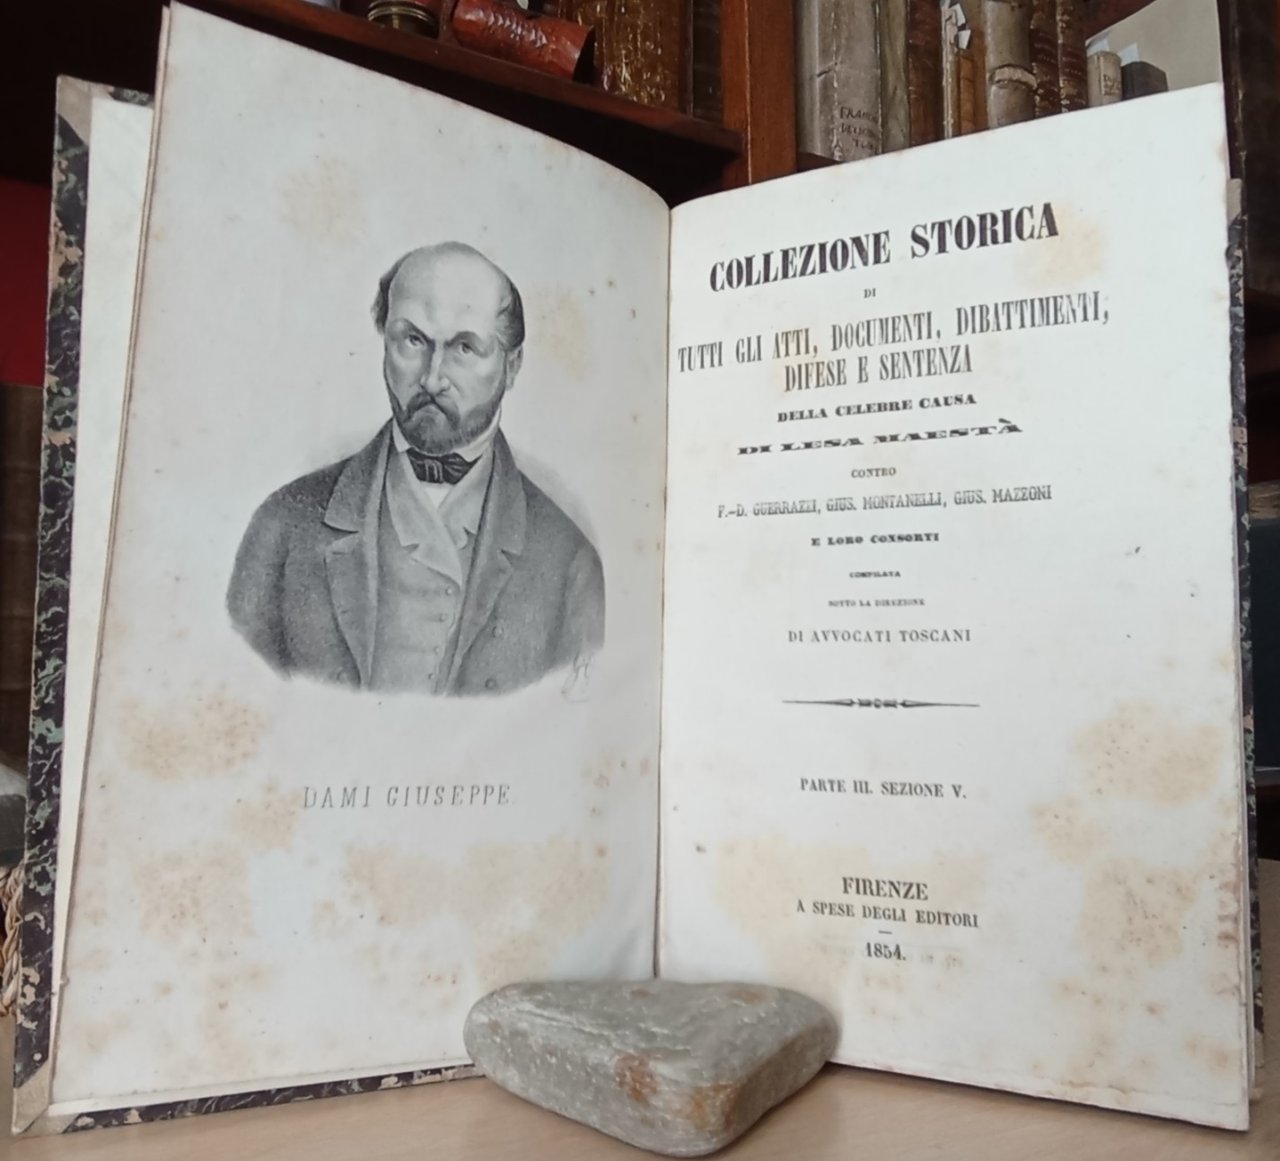 DAMI GIUSEPPE.
COLLEZIONE STORICA
DI
TUTTI GLI ATTI, DOCUMENTI, DIBATTIMENTI,
DIFESE E SENTENZA
DELLA CELEBRE CAUSA
DI LESA MAESTÀ
CONTRO
F.-D. GUERRAZZI, GIUS. MONTANELLI, GIUS. MAZZONI
E LORO CONSORTI
COMPILATA
SOTTO LA DIREZIONE
DI AVVOCATI TOSCANI
PARTE III. SEZIONE V.
FIRENZE
A SPESE DEGLI EDITORI
1854.